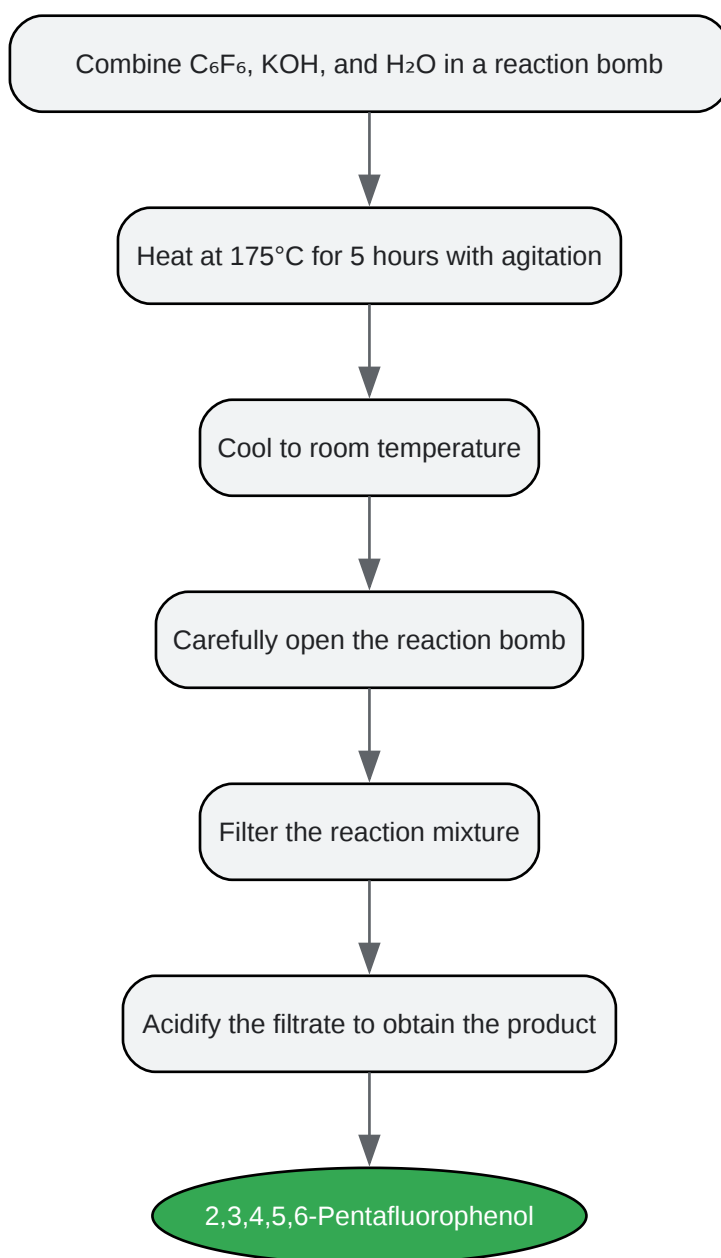 Combine C₆F₆, KOH, and H₂O in a reaction bomb
Heat at 175°C for 5 hours with agitation
Cool to room temperature
Carefully open the reaction bomb
Filter the reaction mixture
Acidify the filtrate to obtain the product
2,3,4,5,6-Pentafluorophenol